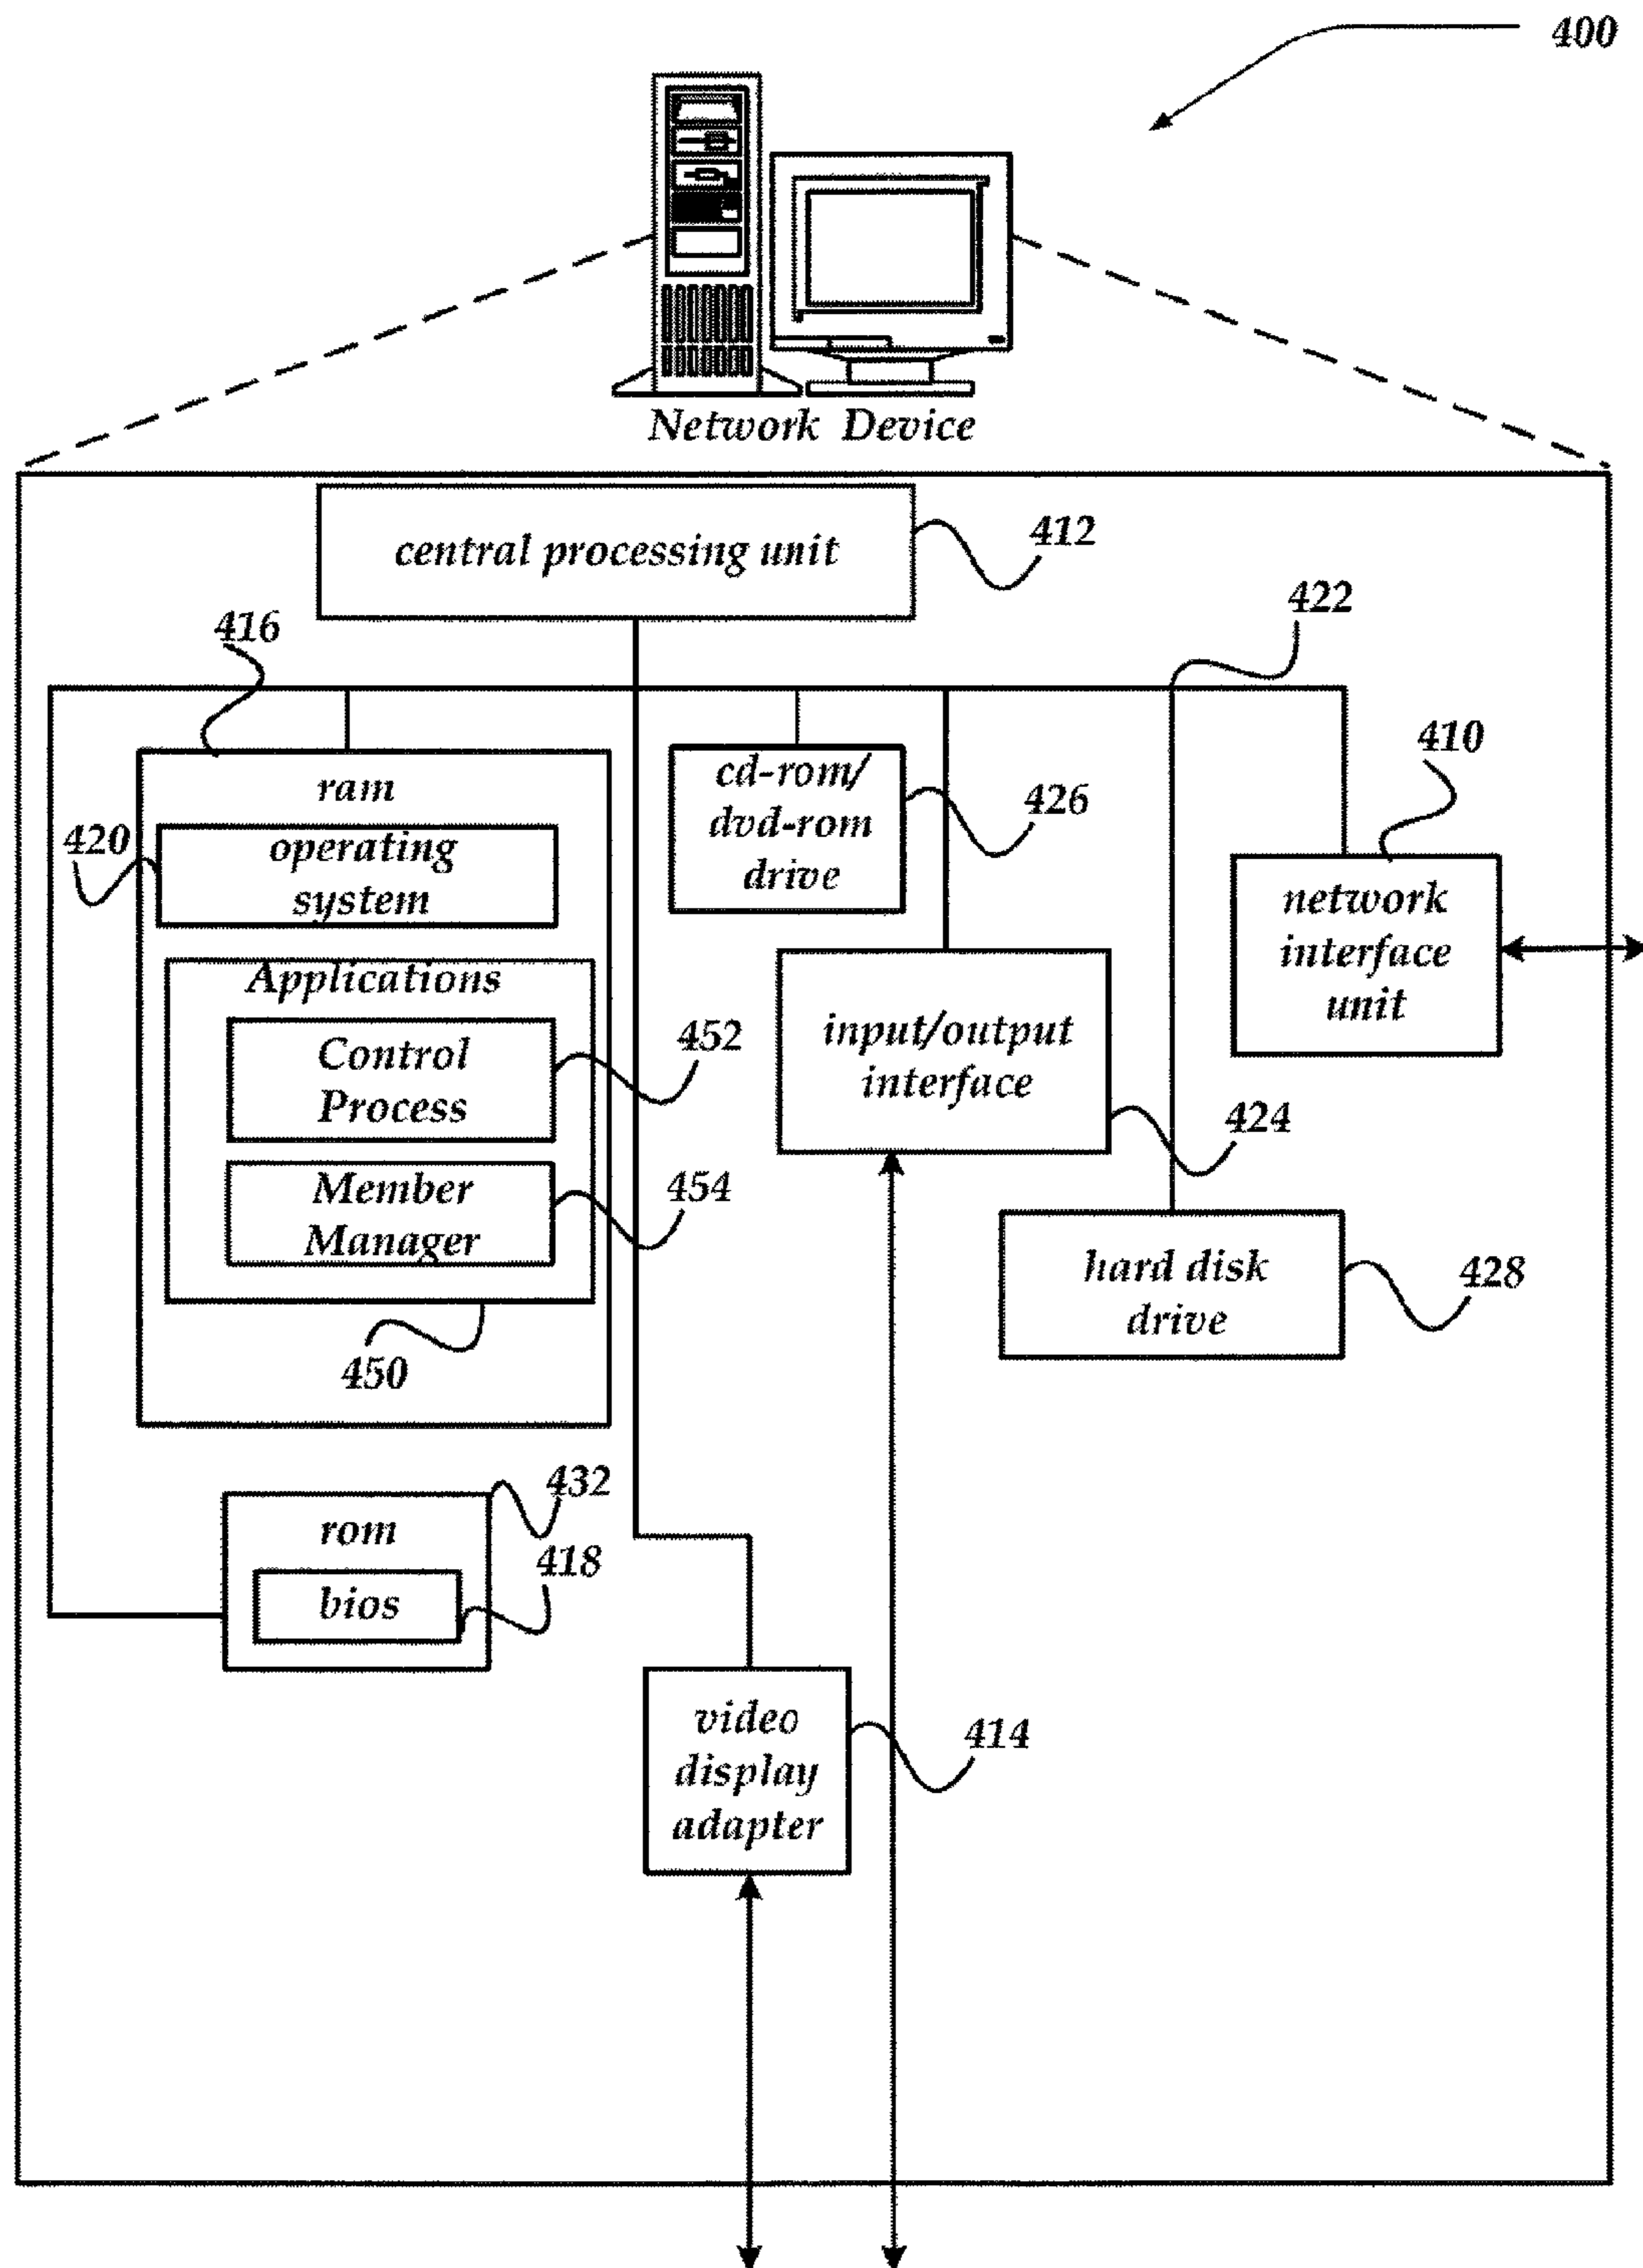 400
Network Device
central processing unit
412
422
416
410
ram
cd-rom/
dvd-rom
drive
426
420
operating
system
network
interface
unit
Applications
Control
Process
452
input/output
interface
424
Member
Manager
454
hard disk
drive
428
450
432
rom
418
bios
video
display
adapter
414